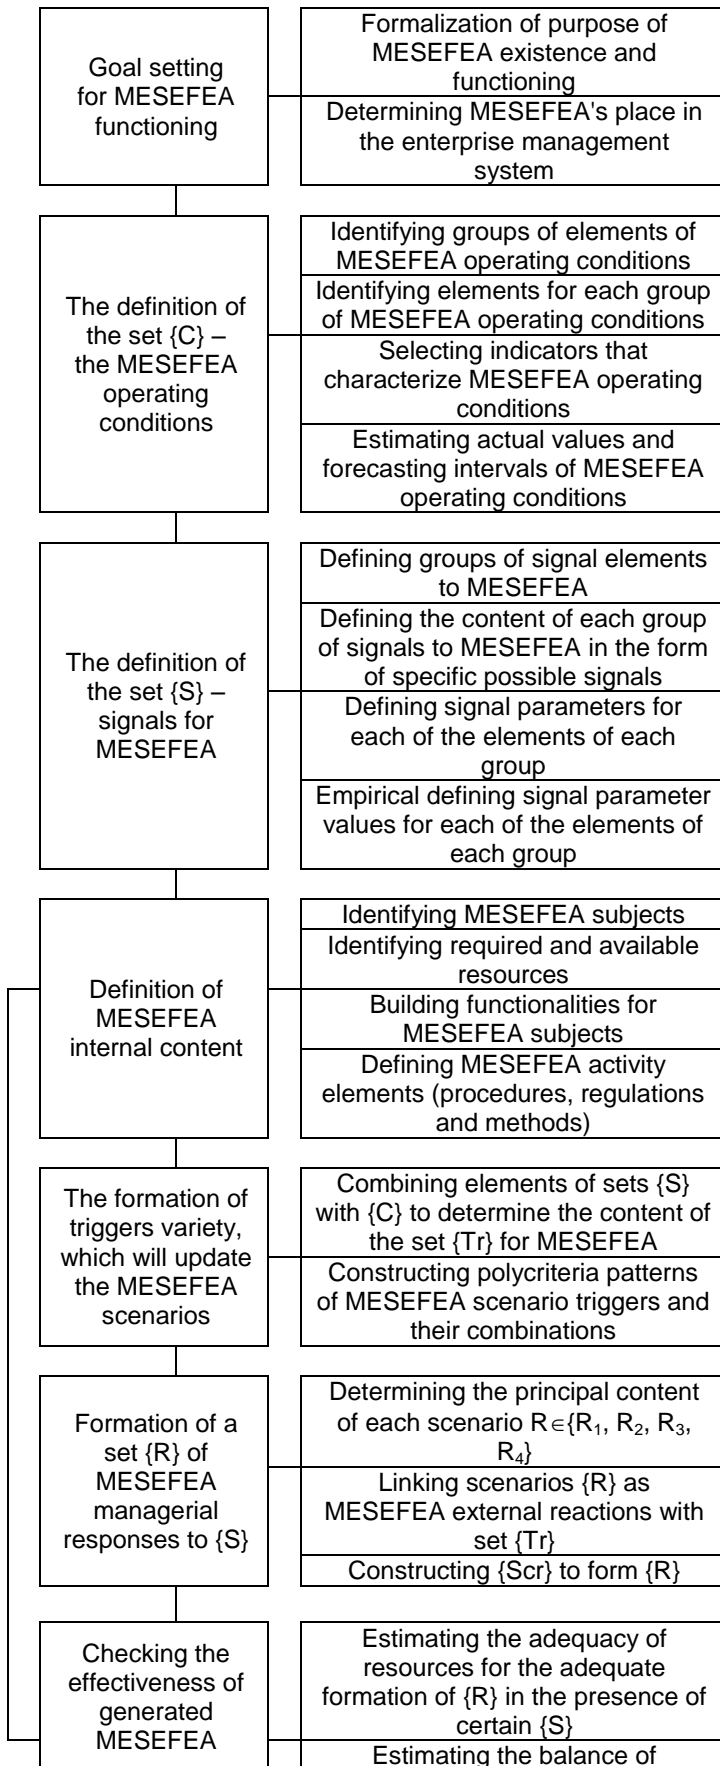 Goal setting
for MESEFEA
functioning
Formalization of purpose of
MESEFEA existence and
functioning
Determining MESEFEA's place in
the enterprise management
system
The definition of
the set {C} –
the MESEFEA
operating
conditions
Identifying groups of elements of
MESEFEA operating conditions
Identifying elements for each group
of MESEFEA operating conditions
Selecting indicators that
characterize MESEFEA operating
conditions
Estimating actual values and
forecasting intervals of MESEFEA
operating conditions
The definition of
the set {S} –
signals for
MESEFEA
Defining groups of signal elements
to MESEFEA
Defining the content of each group
of signals to MESEFEA in the form
of specific possible signals
Defining signal parameters for
each of the elements of each
group
Empirical defining signal parameter
values for each of the elements of
each group
Definition of
MESEFEA
internal content
Identifying MESEFEA subjects
Identifying required and available
resources
Building functionalities for
MESEFEA subjects
Defining MESEFEA activity
elements (procedures, regulations
and methods)
The formation of
triggers variety,
which will update
the MESEFEA
scenarios
Combining elements of sets {S}
with {C} to determine the content of
the set {Tr} for MESEFEA
Constructing polycriteria patterns
of MESEFEA scenario triggers and
their combinations
Formation of a
set {R} of
MESEFEA
managerial
responses to {S}
Determining the principal content
of each scenario R∈{R₁, R₂, R₃,
R₄}
Linking scenarios {R} as
MESEFEA external reactions with
set {Tr}
Constructing {Scr} to form {R}
Checking the
effectiveness of
generated
MESEFEA
Estimating the adequacy of
resources for the adequate
formation of {R} in the presence of
certain {S}
Estimating the balance of